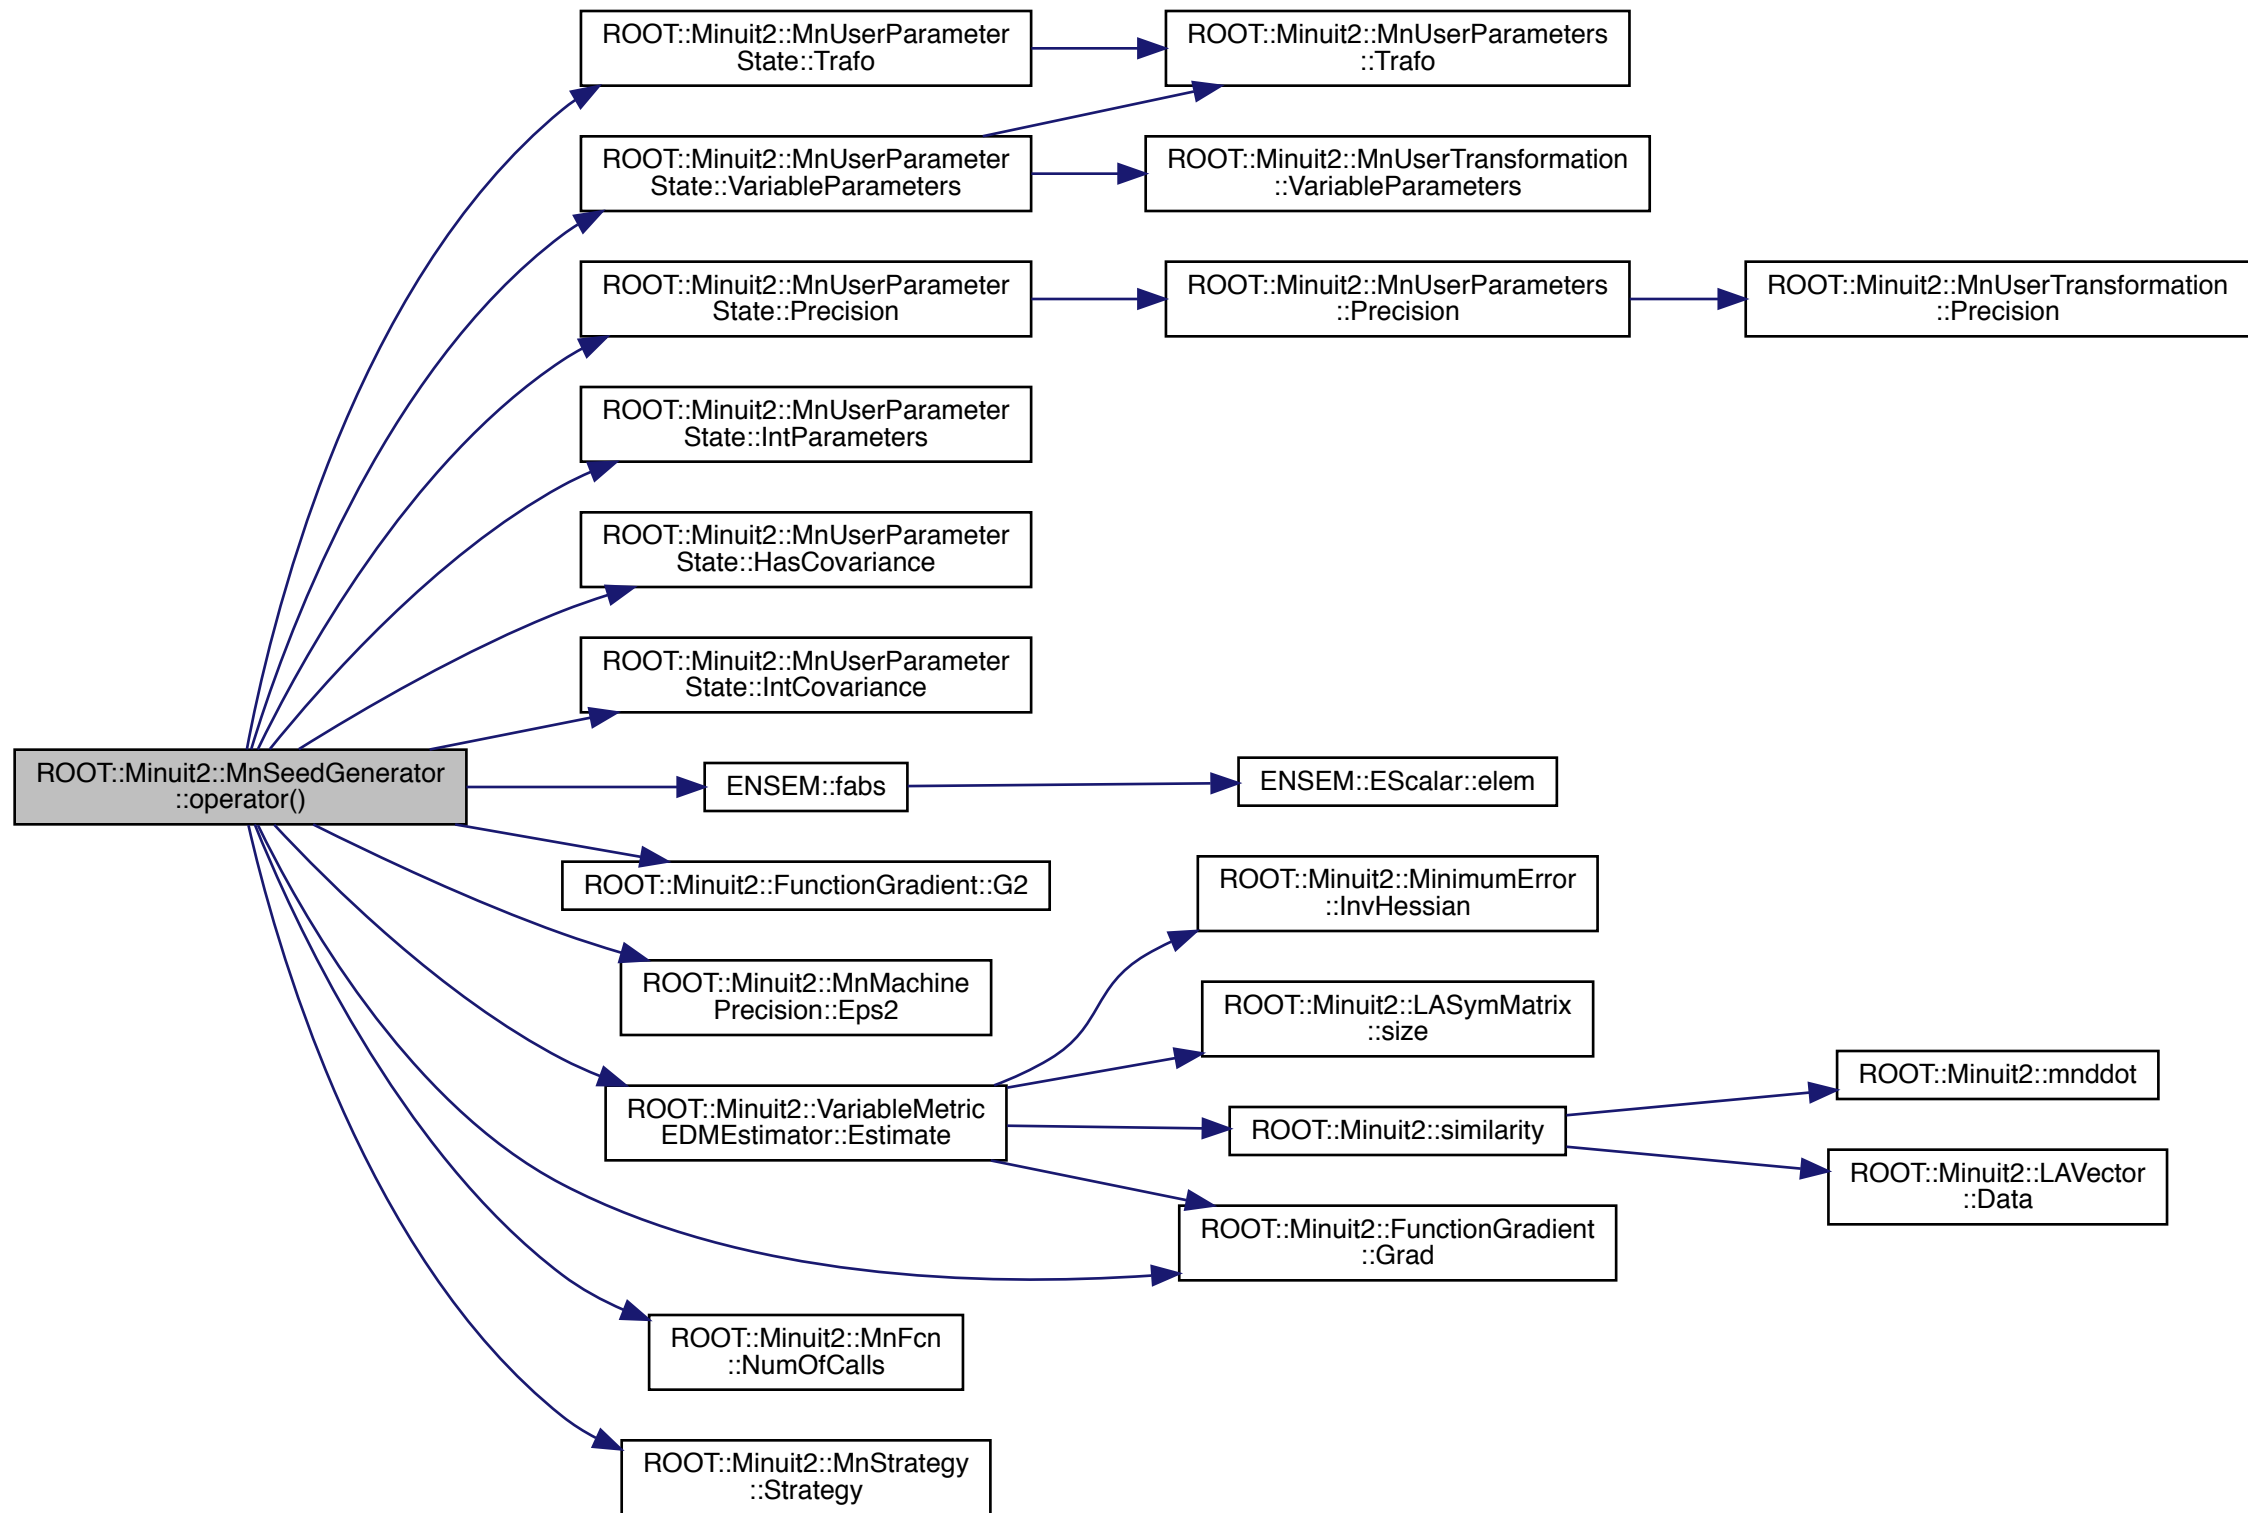 ROOT::Minuit2::MnSeedGenerator
::operator()
ROOT::Minuit2::MnUserParameter
State::Trafo
ROOT::Minuit2::MnUserParameters
::Trafo
ROOT::Minuit2::MnUserParameter
State::VariableParameters
ROOT::Minuit2::MnUserTransformation
::VariableParameters
ROOT::Minuit2::MnUserParameter
State::Precision
ROOT::Minuit2::MnUserParameters
::Precision
ROOT::Minuit2::MnUserTransformation
::Precision
ROOT::Minuit2::MnUserParameter
State::IntParameters
ROOT::Minuit2::MnUserParameter
State::HasCovariance
ROOT::Minuit2::MnUserParameter
State::IntCovariance
ENSEM::fabs
ENSEM::EScalar::elem
ROOT::Minuit2::FunctionGradient::G2
ROOT::Minuit2::MnMachine
Precision::Eps2
ROOT::Minuit2::VariableMetric
EDMEstimator::Estimate
ROOT::Minuit2::MinimumError
::InvHessian
ROOT::Minuit2::LASymMatrix
::size
ROOT::Minuit2::similarity
ROOT::Minuit2::mnddot
ROOT::Minuit2::LAVector
::Data
ROOT::Minuit2::FunctionGradient
::Grad
ROOT::Minuit2::MnFcn
::NumOfCalls
ROOT::Minuit2::MnStrategy
::Strategy